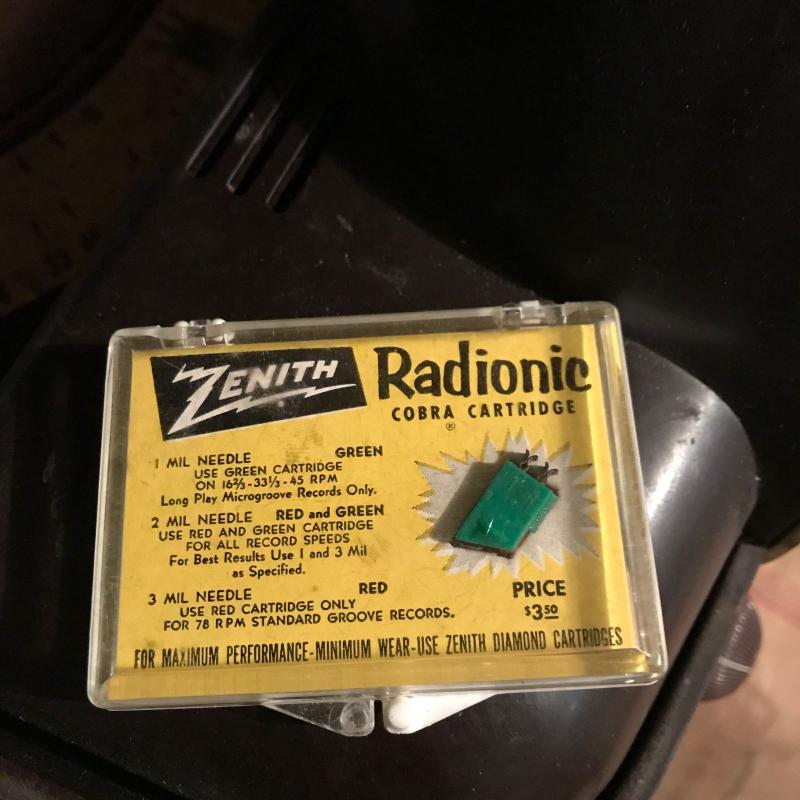 ZENITH Radionic
COBRA CARTRIDGE
®
1 MIL NEEDLE GREEN
USE GREEN CARTRIDGE
ON 16⅔-33⅓-45 RPM
Long Play Microgroove Records Only.
2 MIL NEEDLE RED and GREEN
USE RED AND GREEN CARTRIDGE
FOR ALL RECORD SPEEDS
For Best Results Use 1 and 3 Mil
as Specified.
3 MIL NEEDLE RED
USE RED CARTRIDGE ONLY
FOR 78 RPM STANDARD GROOVE RECORDS.
PRICE
$3.50
FOR MAXIMUM PERFORMANCE-MINIMUM WEAR-USE ZENITH DIAMOND CARTRIDGES